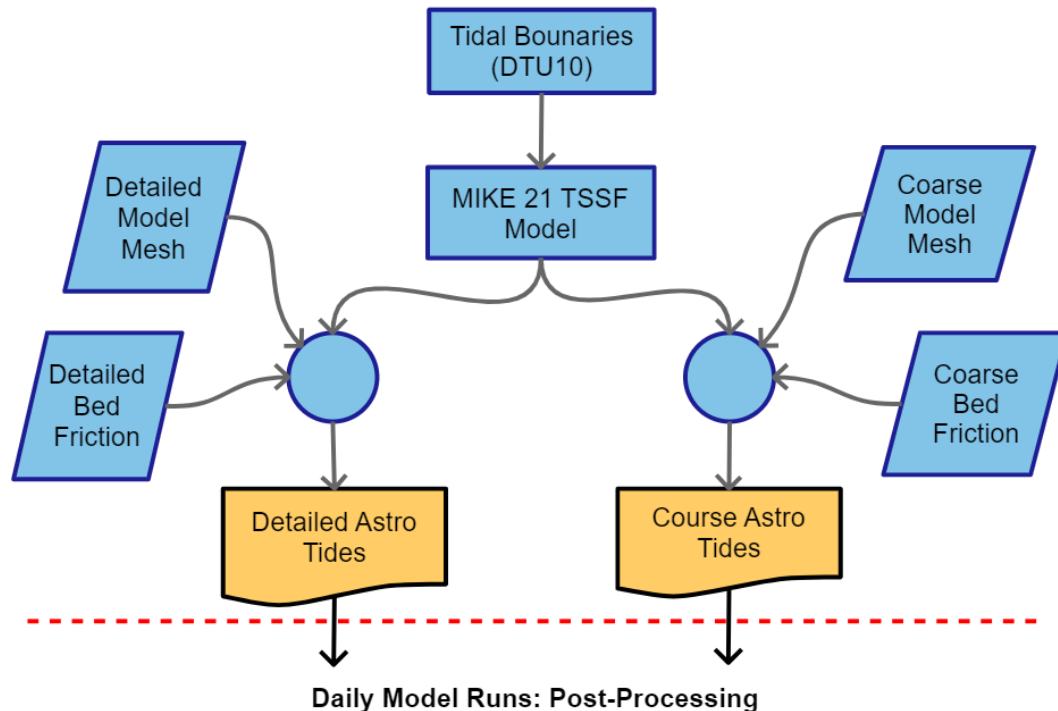 Tidal Bounaries
(DTU10)
MIKE 21 TSSF
Model
Detailed
Model
Mesh
Coarse
Model
Mesh
Detailed
Bed
Friction
Coarse
Bed
Friction
Detailed Astro
Tides
Course Astro
Tides
Daily Model Runs: Post-Processing